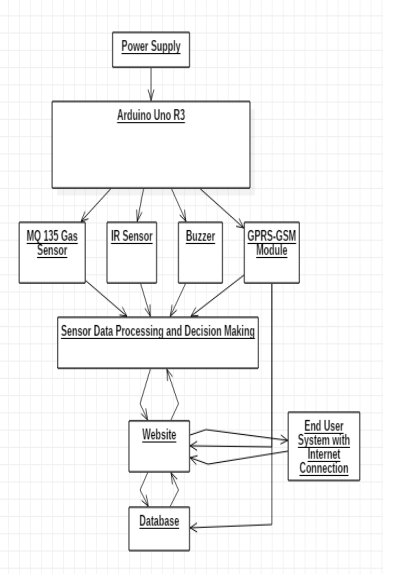 Power Supply
Arduino Uno R3
MQ 135 Gas
Sensor
IR Sensor
Buzzer
GPRS-GSM
Module
Sensor Data Processing and Decision Making
Website
End User
System with
Internet
Connection
Database